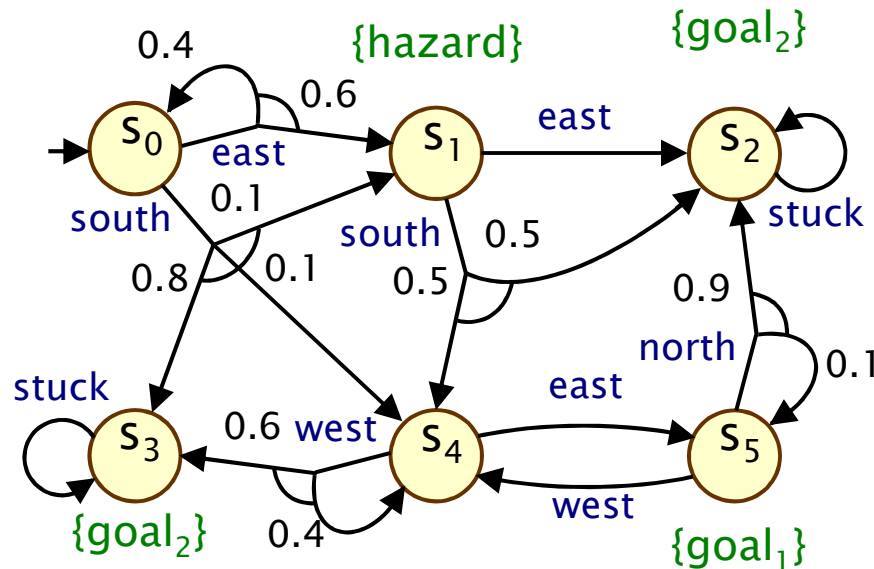 {goal₂}
{hazard}
0.4
0.6
s₀
east
s₁
east
s₂
0.1
south
south
0.5
stuck
0.8
0.1
0.5
0.9
north
0.1
stuck
east
0.6
west
s₃
s₄
s₅
0.4
west
{goal₂}
{goal₁}